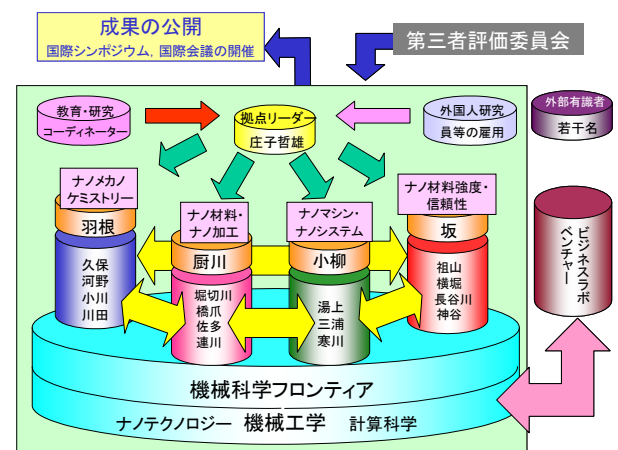 成果の公開
国際シンポジウム，国際会議の開催
第三者評価委員会
教育・研究
コーディネーター
拠点リーダー
庄子哲雄
外国人研究
員等の雇用
外部有識者
若干名
ナノメカノ
ケミストリー
羽根
久保
河野
小川
川田
ナノ材料・
ナノ加工
厨川
堀切川
橋爪
佐多
連川
ナノマシン・
ナノシステム
小柳
湯上
三浦
寒川
ナノ材料強度・
信頼性
坂
祖山
横堀
長谷川
神谷
ビジネスラボ
ベンチャー
機械科学フロンティア
ナノテクノロジー 機械工学 計算科学